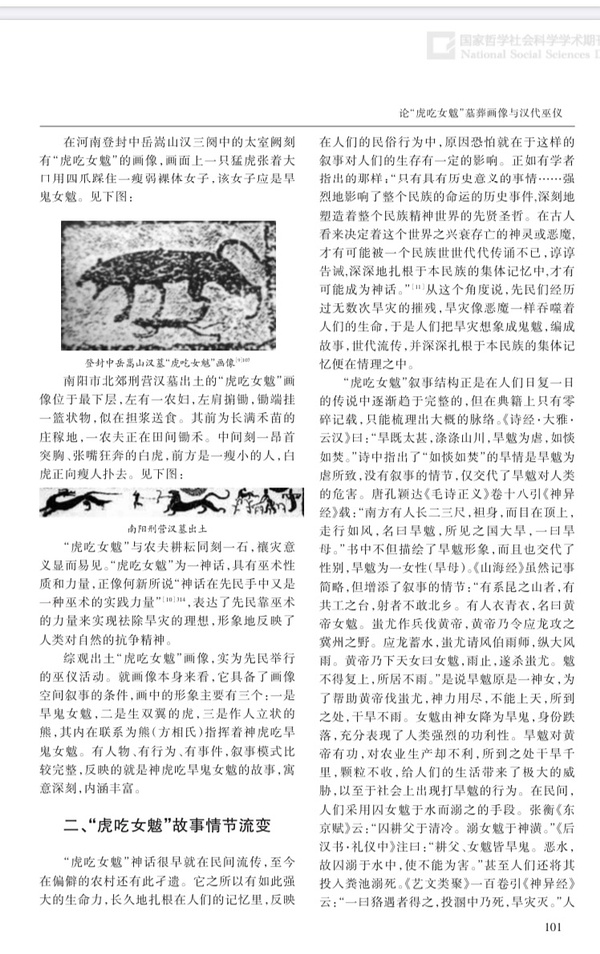 国家哲学社会科学学术期
National Social Sciences D
论“虎吃女魃”墓葬画像与汉代巫仪
在河南登封中岳嵩山汉三阙中的太室阙刻
有“虎吃女魃”的画像，画面上一只猛虎张着大
口用四爪踩住一瘦弱裸体女子，该女子应是旱
鬼女魃。见下图：
登封中岳嵩山汉墓“虎吃女魃”画像[9]107
南阳市北郊刑营汉墓出土的“虎吃女魃”画
像位于最下层，左有一农妇，左肩掮锄，锄端挂
一篮状物，似在担浆送食。其前为长满禾苗的
庄稼地，一农夫正在田间锄禾。中间刻一昂首
突胸、张嘴狂奔的白虎，前方是一瘦小的人，白
虎正向瘦人扑去。见下图：
南阳刑营汉墓出土
“虎吃女魃”与农夫耕耘同刻一石，禳灾意
义显而易见。“虎吃女魃”为一神话，具有巫术性
质和力量，正像何新所说“神话在先民手中又是
一种巫术的实践力量”[10]314，表达了先民靠巫术
的力量来实现祛除旱灾的理想，形象地反映了
人类对自然的抗争精神。
综观出土“虎吃女魃”画像，实为先民举行
的巫仪活动。就画像本身来看，它具备了画像
空间叙事的条件，画中的形象主要有三个：一是
旱鬼女魃，二是生双翼的虎，三是作人立状的
熊，其内在联系为熊（方相氏）指挥着神虎吃旱
鬼女魃。有人物、有行为、有事件，叙事模式比
较完整，反映的就是神虎吃旱鬼女魃的故事，寓
意深刻，内涵丰富。
二、“虎吃女魃”故事情节流变
“虎吃女魃”神话很早就在民间流传，至今
在偏僻的农村还有此孑遗。它之所以有如此强
大的生命力，长久地扎根在人们的记忆里，反映
在人们的民俗行为中，原因恐怕就在于这样的
叙事对人们的生存有一定的影响。正如有学者
指出的那样：“只有具有历史意义的事情……强
烈地影响了整个民族的命运的历史事件，深刻地
塑造着整个民族精神世界的先贤圣哲。在古人
看来决定着这个世界之兴衰存亡的神灵或恶魔，
才有可能被一个民族世世代代传诵不已，谆谆
告诫，深深地扎根于本民族的集体记忆中，才有
可能成为神话。”[11]从这个角度说，先民们经历
过无数次旱灾的摧残，旱灾像恶魔一样吞噬着
人们的生命，于是人们把旱灾想象成鬼魃，编成
故事，世代流传，并深深扎根于本民族的集体记
忆便在情理之中。
“虎吃女魃”叙事结构正是在人们日复一日
的传说中逐渐趋于完整的，但在典籍上只有零
碎记载，只能梳理出大概的脉络。《诗经·大雅·
云汉》曰：“旱既太甚，涤涤山川，旱魃为虐，如惔
如焚。”诗中指出了“如惔如焚”的旱情是旱魃为
虐所致，没有叙事的情节，仅交代了旱魃对人类
的危害。唐孔颖达《毛诗正义》卷十八引《神异
经》载：“南方有人长二三尺，袒身，而目在顶上，
走行如风，名曰旱魃，所见之国大旱，一曰旱
母。”书中不但描绘了旱魃形象，而且也交代了
性别，旱魃为一女性（旱母）。《山海经》虽然记事
简略，但增添了叙事的情节：“有系昆之山者，有
共工之台，射者不敢北乡。有人衣青衣，名曰黄
帝女魃。蚩尤作兵伐黄帝，黄帝乃令应龙攻之
冀州之野。应龙蓄水，蚩尤请风伯雨师，纵大风
雨。黄帝乃下天女曰女魃，雨止，遂杀蚩尤。魃
不得复上，所居不雨。”是说旱魃原是一神女，为
了帮助黄帝伐蚩尤，神力用尽，不能上天，所到
之处，干旱不雨。女魃由神女降为旱鬼，身份跌
落，充分表现了人类强烈的功利性。旱魃对黄
帝有功，对农业生产却不利，所到之处干旱千
里，颗粒不收，给人们的生活带来了极大的威
胁，以至于社会上出现打旱魃的行为。在民间，
人们采用囚女魃于水而溺之的手段。张衡《东
京赋》云：“囚耕父于清泠。溺女魃于神潢。”《后
汉书·礼仪中》注曰：“耕父、女魃皆旱鬼。恶水，
故囚溺于水中，使不能为害。”甚至人们还将其
投入粪池溺死。《艺文类聚》一百卷引《神异经》
云：“一曰狢遇者得之，投溷中乃死，旱灾灭。”人
101